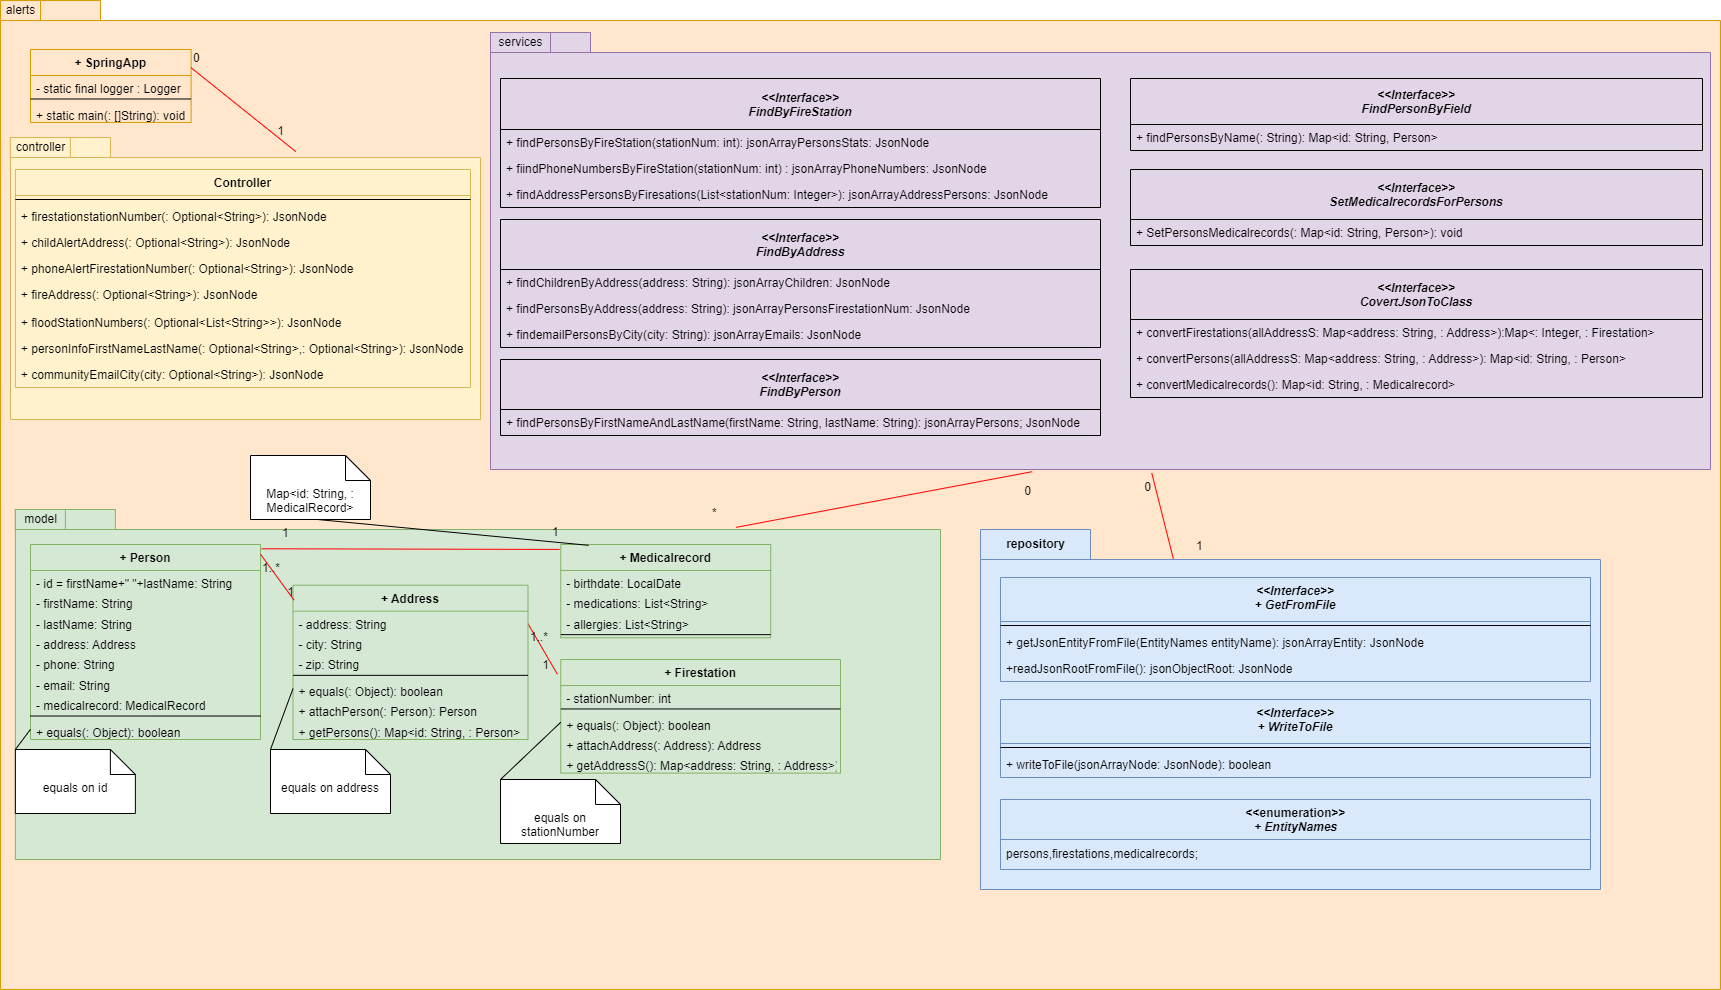 alerts
+ SpringApp
- static final logger : Logger
+ static main(: []String): void
0
1
controller
Controller
+ firestationstationNumber(: Optional<String>): JsonNode
+ childAlertAddress(: Optional<String>): JsonNode
+ phoneAlertFirestationNumber(: Optional<String>): JsonNode
+ fireAddress(: Optional<String>): JsonNode
+ floodStationNumbers(: Optional<List<String>>): JsonNode
+ personInfoFirstNameLastName(: Optional<String>,: Optional<String>): JsonNode
+ communityEmailCity(city: Optional<String>): JsonNode
services
<<Interface>>
FindByFireStation
+ findPersonsByFireStation(stationNum: int): jsonArrayPersonsStats: JsonNode
+ fiindPhoneNumbersByFireStation(stationNum: int) : jsonArrayPhoneNumbers: JsonNode
+ findAddressPersonsByFiresations(List<stationNum: Integer>): jsonArrayAddressPersons: JsonNode
<<Interface>>
FindByAddress
+ findChildrenByAddress(address: String): jsonArrayChildren: JsonNode
+ findPersonsByAddress(address: String): jsonArrayPersonsFirestationNum: JsonNode
+ findemailPersonsByCity(city: String): jsonArrayEmails: JsonNode
<<Interface>>
FindByPerson
+ findPersonsByFirstNameAndLastName(firstName: String, lastName: String): jsonArrayPersons; JsonNode
<<Interface>>
FindPersonByField
+ findPersonsByName(: String): Map<id: String, Person>
<<Interface>>
SetMedicalrecordsForPersons
+ SetPersonsMedicalrecords(: Map<id: String, Person>): void
<<Interface>>
CovertJsonToClass
+ convertFirestations(allAddressS: Map<address: String, : Address>):Map<: Integer, : Firestation>
+ convertPersons(allAddressS: Map<address: String, : Address>): Map<id: String, : Person>
+ convertMedicalrecords(): Map<id: String, : Medicalrecord>
0
*
0
1
Map<id: String, :
MedicalRecord>
model
1
1
+ Person
- id = firstName+" "+lastName: String
- firstName: String
- lastName: String
- address: Address
- phone: String
- email: String
- medicalrecord: MedicalRecord
+ equals(: Object): boolean
equals on id
1..*
1
+ Address
- address: String
- city: String
- zip: String
+ equals(: Object): boolean
+ attachPerson(: Person): Person
+ getPersons(): Map<id: String, : Person>
equals on address
1..*
1
+ Medicalrecord
- birthdate: LocalDate
- medications: List<String>
- allergies: List<String>
+ Firestation
- stationNumber: int
+ equals(: Object): boolean
+ attachAddress(: Address): Address
+ getAddressS(): Map<address: String, : Address>
equals on
stationNumber
repository
<<Interface>>
+ GetFromFile
+ getJsonEntityFromFile(EntityNames entityName): jsonArrayEntity: JsonNode
+readJsonRootFromFile(): jsonObjectRoot: JsonNode
<<Interface>>
+ WriteToFile
+ writeToFile(jsonArrayNode: JsonNode): boolean
<<enumeration>>
+ EntityNames
persons,firestations,medicalrecords;